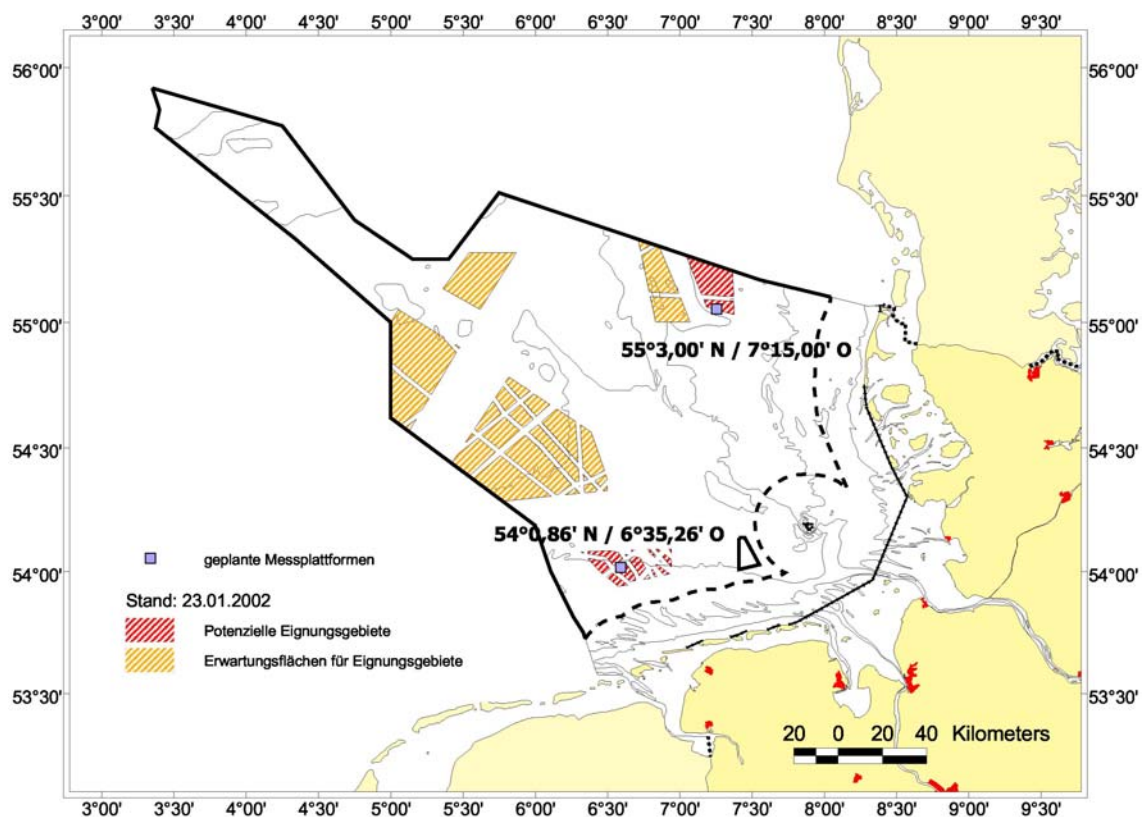 3°00' 3°30' 4°00' 4°30' 5°00' 5°30' 6°00' 6°30' 7°00' 7°30' 8°00' 8°30' 9°00' 9°30'
56°00' 56°00'
55°30' 55°30'
55°00' 55°00'
55°3,00' N / 7°15,00' O
54°30' 54°30'
54°0,86' N / 6°35,26' O
54°00' 54°00'
geplante Messplattformen
Stand: 23.01.2002
Potenzielle Eignungsgebiete
Erwartungsflächen für Eignungsgebiete
53°30' 53°30'
20 0 20 40 Kilometers
3°00' 3°30' 4°00' 4°30' 5°00' 5°30' 6°00' 6°30' 7°00' 7°30' 8°00' 8°30' 9°00' 9°30'